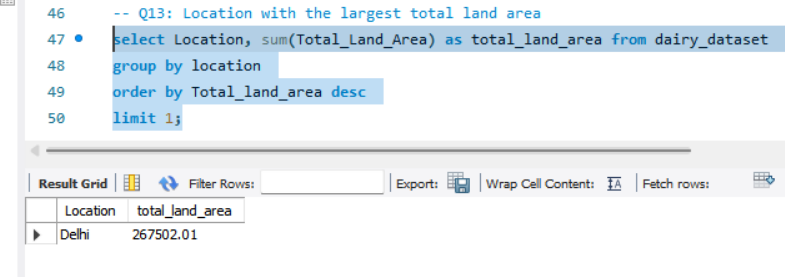 46 -- Q13: Location with the largest total land area
47 select Location, sum(Total_Land_Area) as total_land_area from dairy_dataset
48 group by location
49 order by Total_land_area desc
50 limit 1;
Result Grid Filter Rows: Export: Wrap Cell Content: IA Fetch rows:
Location total_land_area
Delhi 267502.01